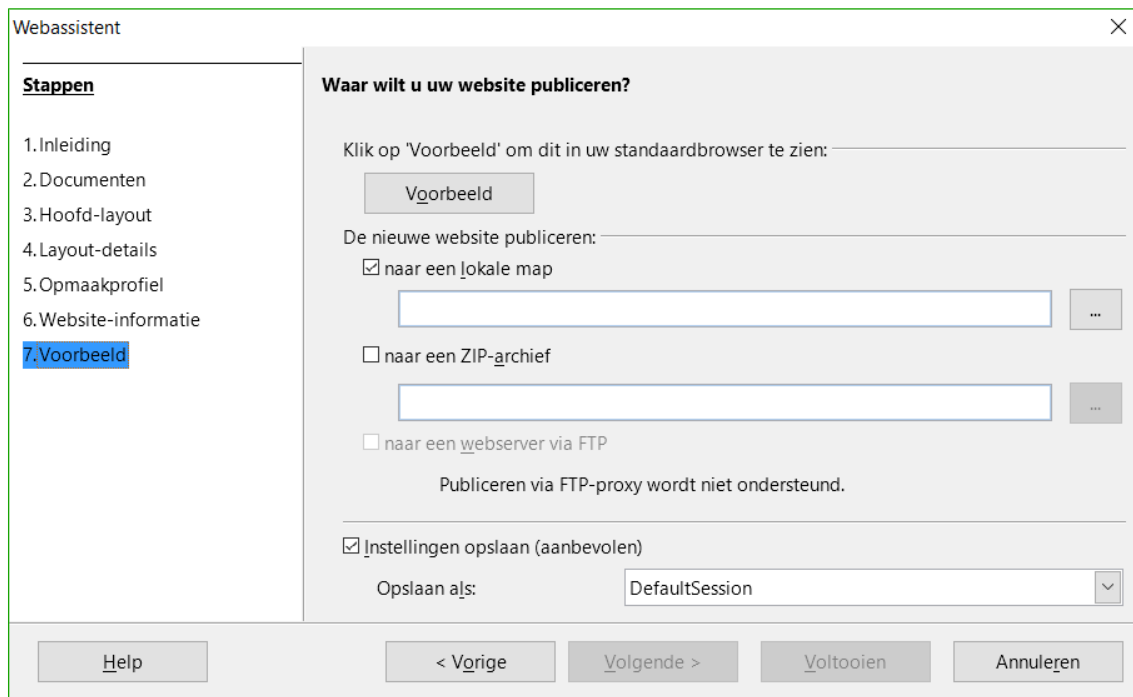 Webassistent
Stappen
1.Inleiding
2.Documenten
3.Hoofd-layout
4.Layout-details
5.Opmaakprofiel
6.Website-informatie
7.Voorbeeld
Waar wilt u uw website publiceren?
Klik op 'Voorbeeld' om dit in uw standaardbrowser te zien:
Voorbeeld
De nieuwe website publiceren:
naar een lokale map
...
naar een ZIP-archief
...
naar een webserver via FTP
Publiceren via FTP-proxy wordt niet ondersteund.
Instellingen opslaan (aanbevolen)
Opslaan als: DefaultSession
Help < Vorige Volgende > Voltooien Annuleren